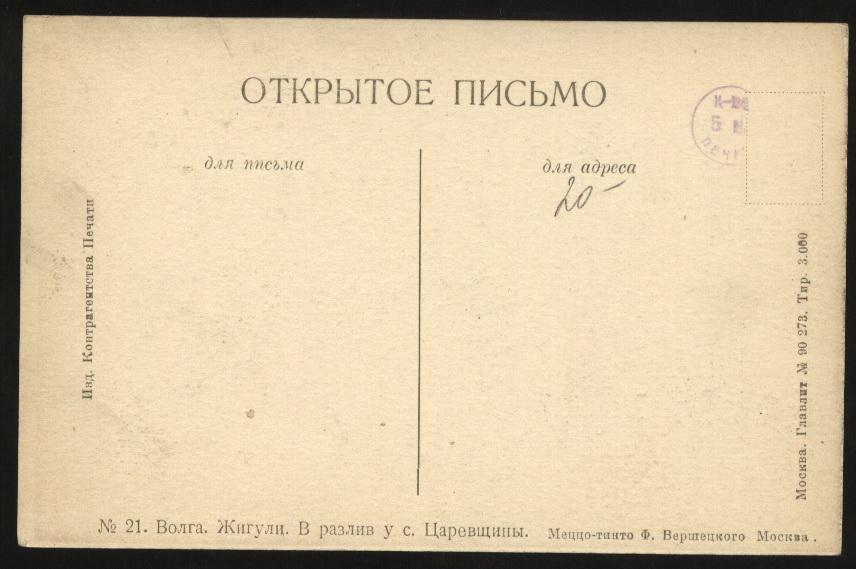 ОТКРЫТОЕ ПИСЬМО
для письма
для адреса
20-
5
Изд. Контрагентства Печати
Москва. Главлит № 90 273. Тир. 3.000
№ 21. Волга. Жигули. В разлив у с. Царевщины.
Меццо-тинто Ф. Вершецкого Москва.